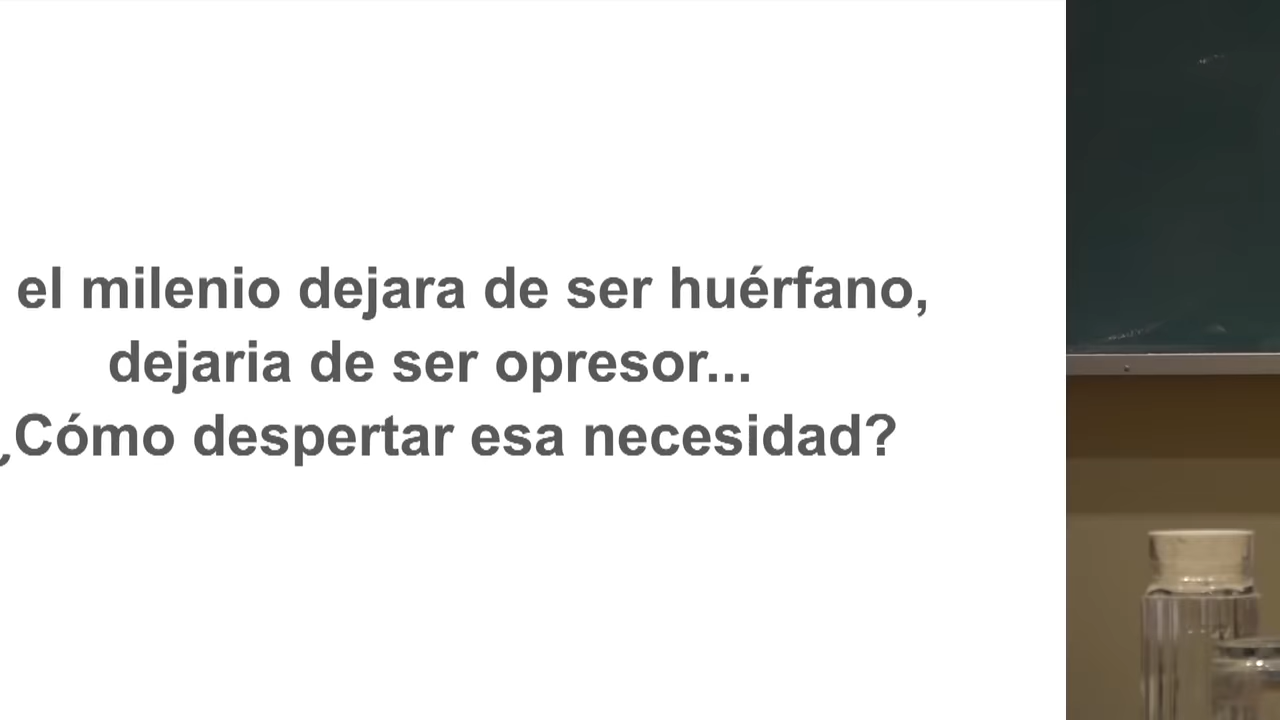 el milenio dejara de ser huérfano,
dejaria de ser opresor...
¿Cómo despertar esa necesidad?